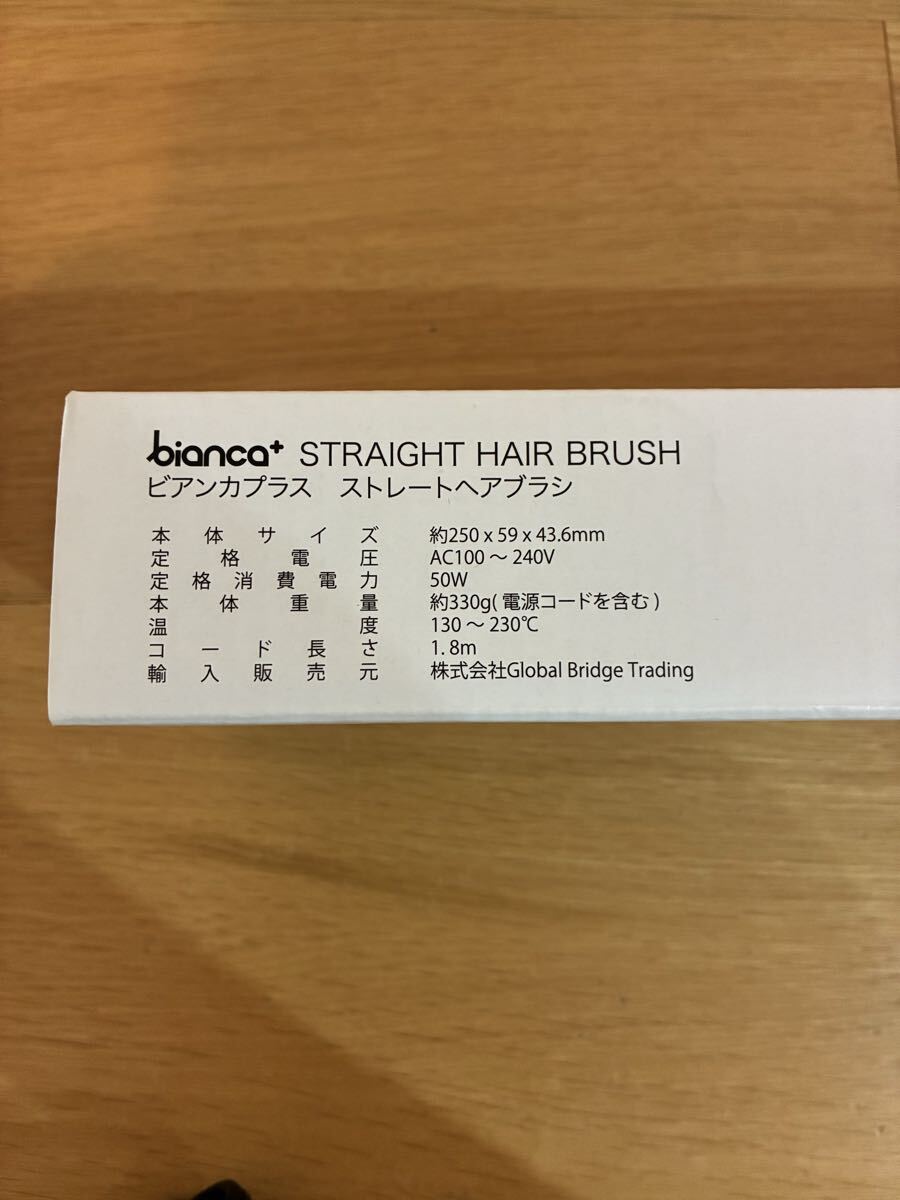 bianca+ STRAIGHT HAIR BRUSH
ビアンカプラス ストレートヘアブラシ
本体サイズ 約250 x 59 x 43.6mm
定格電圧 AC100 ～ 240V
定格消費電力 50W
本体重量 約330g( 電源コードを含む )
温度 130 ～ 230℃
コード長さ 1. 8m
輸入販売元 株式会社Global Bridge Trading